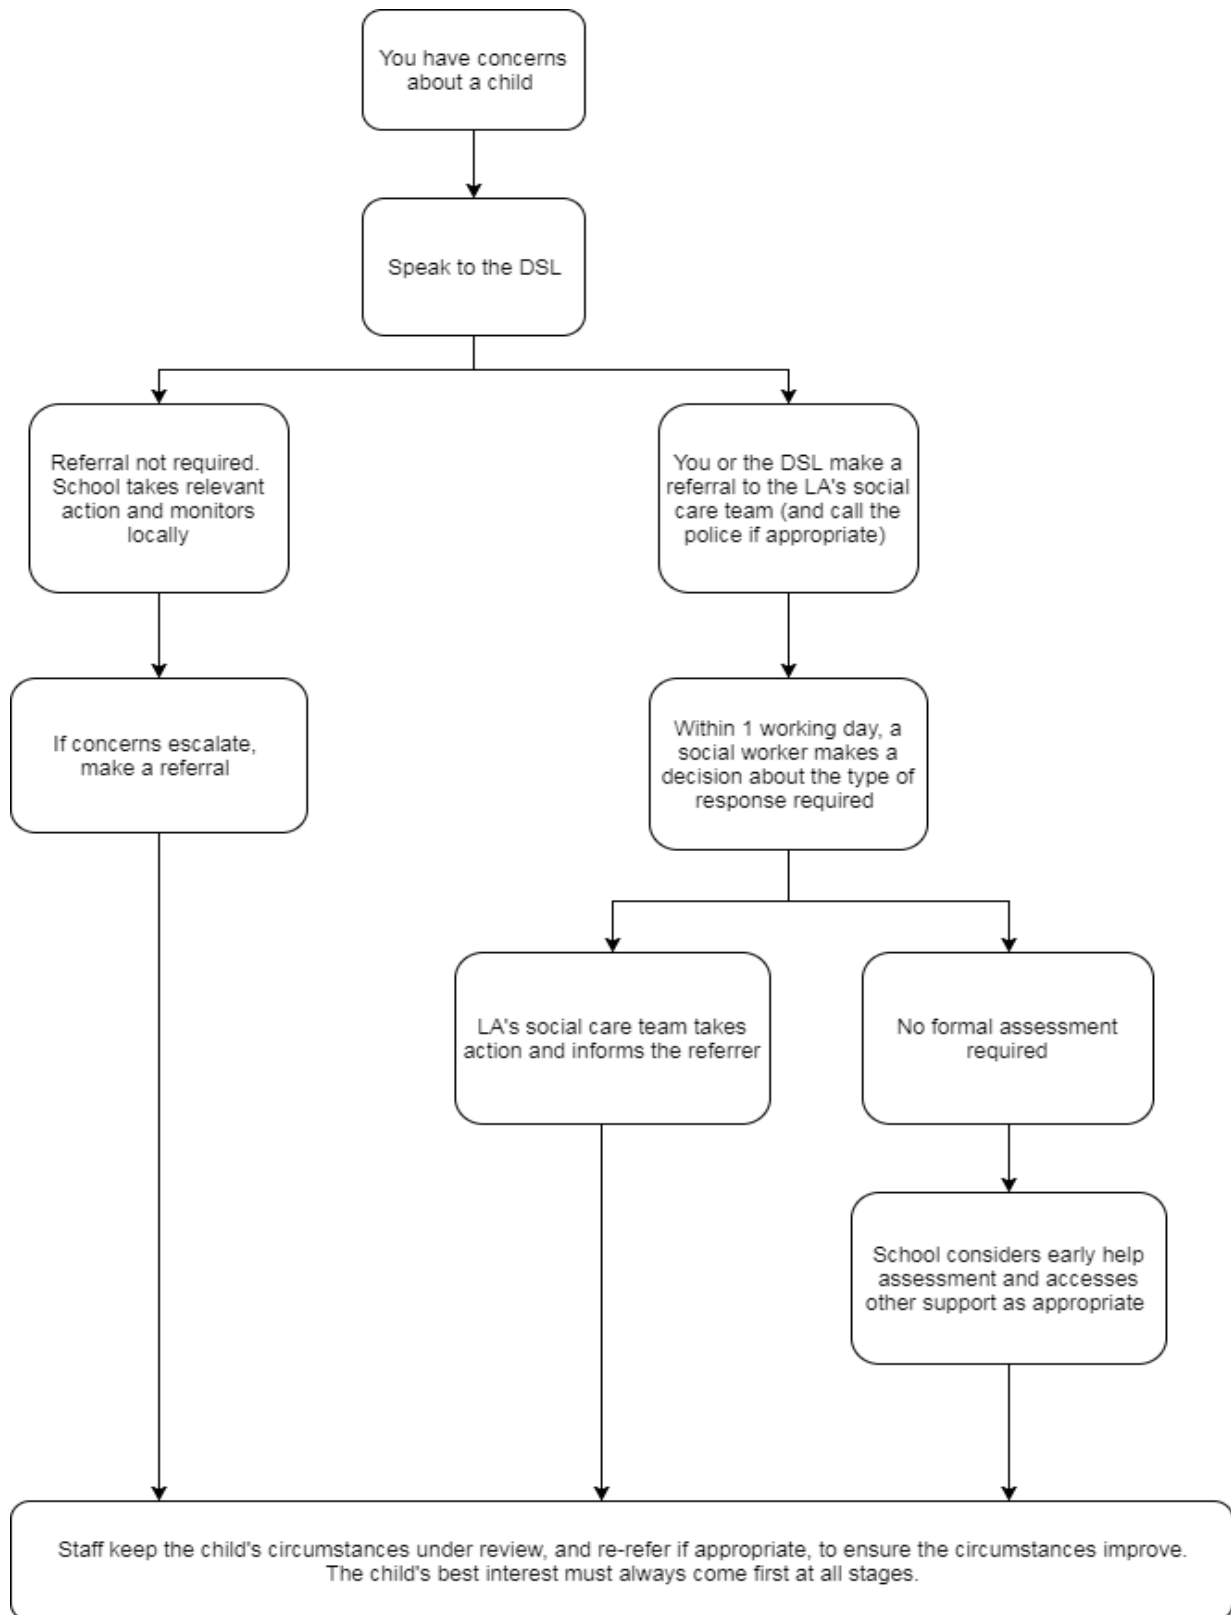 You have concerns
about a child
Speak to the DSL
Referral not required.
School takes relevant
action and monitors
locally
You or the DSL make a
referral to the LA's social
care team (and call the
police if appropriate)
If concerns escalate,
make a referral
Within 1 working day, a
social worker makes a
decision about the type of
response required
LA's social care team takes
action and informs the referrer
No formal assessment
required
School considers early help
assessment and accesses
other support as appropriate
Staff keep the child's circumstances under review, and re-refer if appropriate, to ensure the circumstances improve.
The child's best interest must always come first at all stages.